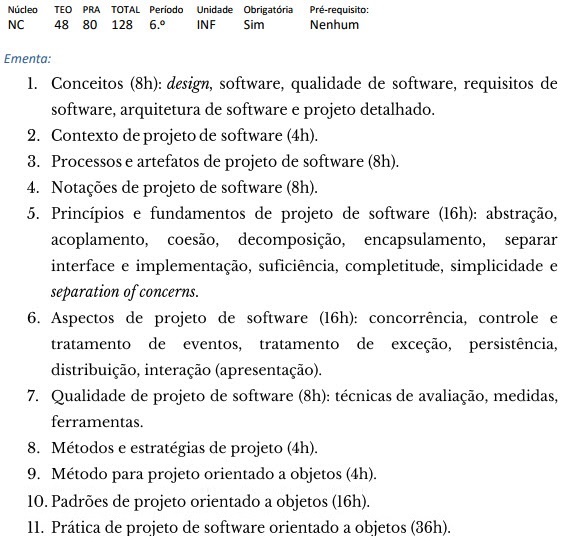 Núcleo TEO PRA TOTAL Período Unidade Obrigatória Pré-requisito:
NC 48 80 128 6.º INF Sim Nenhum
Ementa:
1. Conceitos (8h): design, software, qualidade de software, requisitos de
software, arquitetura de software e projeto detalhado.
2. Contexto de projeto de software (4h).
3. Processos e artefatos de projeto de software (8h).
4. Notações de projeto de software (8h).
5. Princípios e fundamentos de projeto de software (16h): abstração,
acoplamento, coesão, decomposição, encapsulamento, separar
interface e implementação, suficiência, completitude, simplicidade e
separation of concerns.
6. Aspectos de projeto de software (16h): concorrência, controle e
tratamento de eventos, tratamento de exceção, persistência,
distribuição, interação (apresentação).
7. Qualidade de projeto de software (8h): técnicas de avaliação, medidas,
ferramentas.
8. Métodos e estratégias de projeto (4h).
9. Método para projeto orientado a objetos (4h).
10. Padrões de projeto orientado a objetos (16h).
11. Prática de projeto de software orientado a objetos (36h).